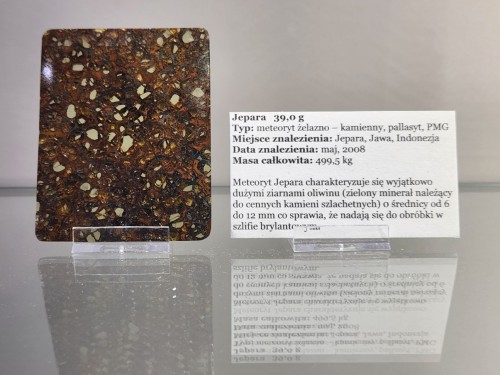 Jepara 39,0 g
Typ: meteoryt żelazno – kamienny, pallasyt, PMG
Miejsce znalezienia: Jepara, Jawa, Indonezja
Data znalezienia: maj, 2008
Masa całkowita: 499,5 kg
Meteoryt Jepara charakteryzuje się wyjątkowo
dużymi ziarnami oliwinu (zielony minerał należący
do cennych kamieni szlachetnych) o średnicy od 6
do 12 mm co sprawia, że nadają się do obróbki w
szlifie